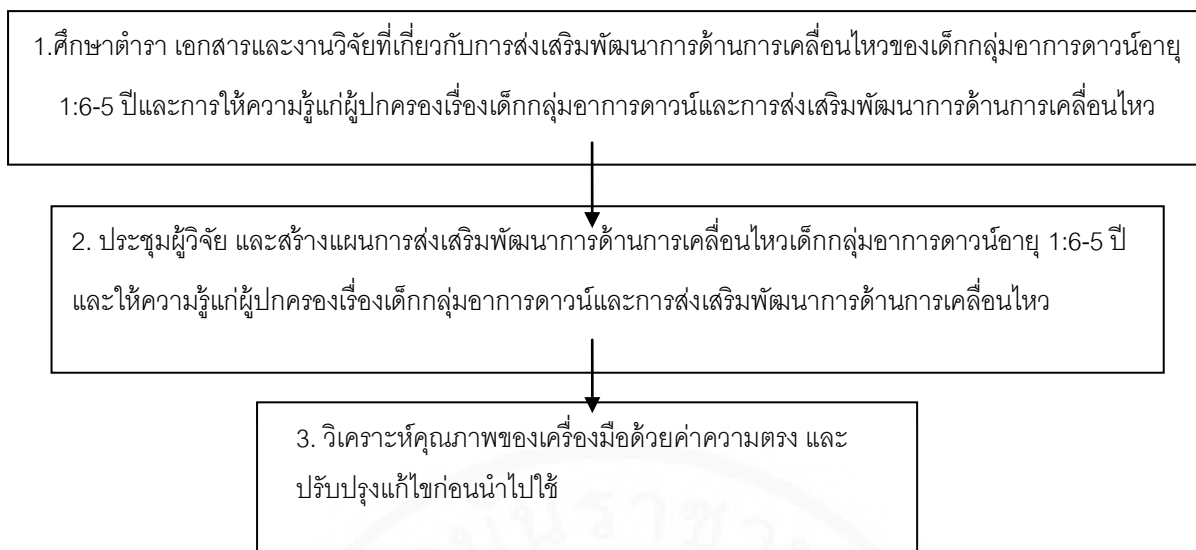 1.ศึกษาตำรา เอกสารและงานวิจัยที่เกี่ยวกับการส่งเสริมพัฒนาการด้านการเคลื่อนไหวของเด็กกลุ่มอาการดาวน์อายุ
1:6-5 ปีและการให้ความรู้แก่ผู้ปกครองเรื่องเด็กกลุ่มอาการดาวน์และการส่งเสริมพัฒนาการด้านการเคลื่อนไหว
2. ประชุมผู้วิจัย และสร้างแผนการส่งเสริมพัฒนาการด้านการเคลื่อนไหวเด็กกลุ่มอาการดาวน์อายุ 1:6-5 ปี
และให้ความรู้แก่ผู้ปกครองเรื่องเด็กกลุ่มอาการดาวน์และการส่งเสริมพัฒนาการด้านการเคลื่อนไหว
3. วิเคราะห์คุณภาพของเครื่องมือด้วยค่าความตรง และ
ปรับปรุงแก้ไขก่อนนำไปใช้